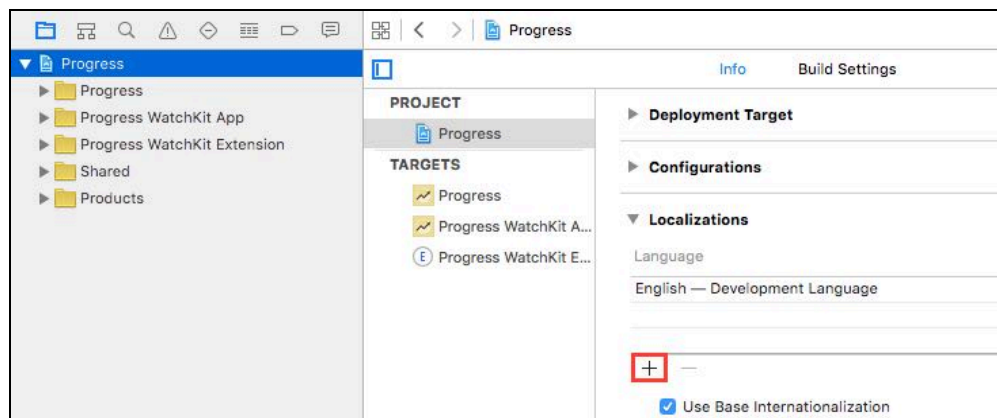 Progress
Progress
Progress
Progress WatchKit App
Progress WatchKit Extension
Shared
Products
Info Build Settings
PROJECT
Progress
TARGETS
Progress
Progress WatchKit A...
E Progress WatchKit E...
Deployment Target
Configurations
Localizations
Language
English — Development Language
Use Base Internationalization